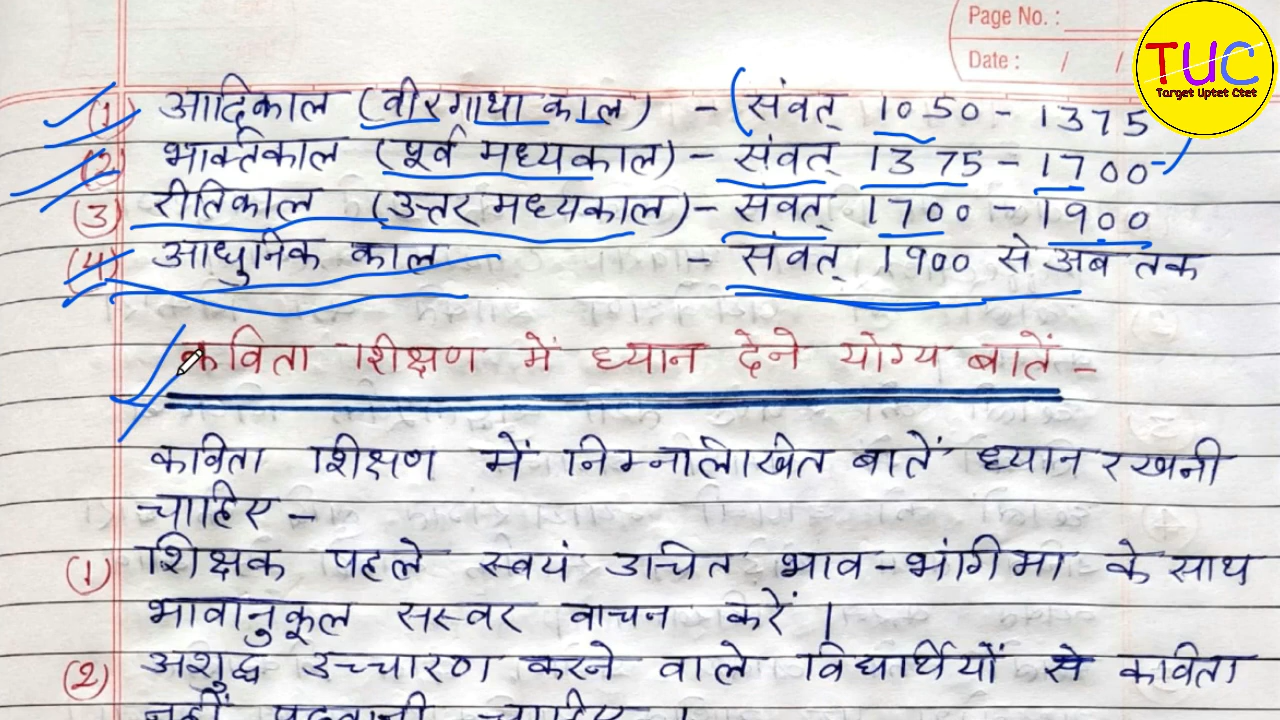 Page No. :
Date : / /
TUC
Target Uptet Ctet
(1) आदिकाल (वीरगाथा काल) - (संवत् 1050 - 1375
(2) भक्तिकाल (पूर्व मध्यकाल) - संवत् 1375 - 1700
(3) रीतिकाल (उत्तर मध्यकाल) - संवत् 1700 - 1900
(4) आधुनिक काल - संवत् 1900 से अब तक
कविता शिक्षण में ध्यान देने योग्य बातें -
कविता शिक्षण में निम्नलिखित बातें ध्यान रखनी
चाहिए -
(1) शिक्षक पहले स्वयं उचित भाव - भंगिमा के साथ
भावानुकूल सस्वर वाचन करें ।
(2) अशुद्ध उच्चारण करने वाले विद्यार्थियों से कविता
नहीं पढ़वानी चाहिए ।